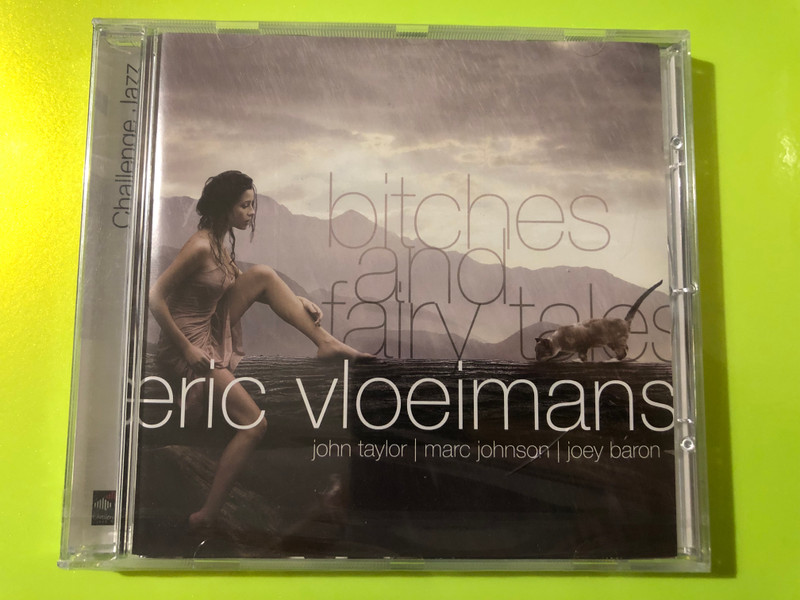 Challenge Jazz
bitches
and
fairy tales
eric vloeimans
john taylor | marc johnson | joey baron